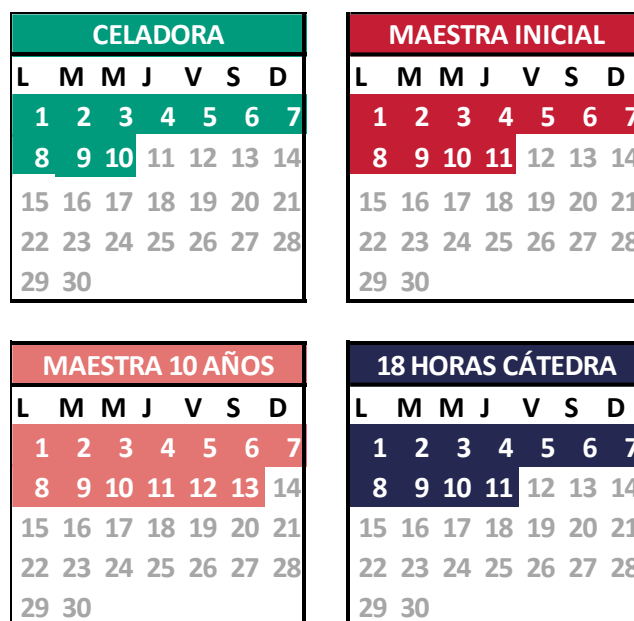 CELADORA
L M M J V S D
1 2 3 4 5 6 7
8 9 10 11 12 13 14
15 16 17 18 19 20 21
22 23 24 25 26 27 28
29 30
MAESTRA INICIAL
L M M J V S D
1 2 3 4 5 6 7
8 9 10 11 12 13 14
15 16 17 18 19 20 21
22 23 24 25 26 27 28
29 30
MAESTRA 10 AÑOS
L M M J V S D
1 2 3 4 5 6 7
8 9 10 11 12 13 14
15 16 17 18 19 20 21
22 23 24 25 26 27 28
29 30
18 HORAS CÁTEDRA
L M M J V S D
1 2 3 4 5 6 7
8 9 10 11 12 13 14
15 16 17 18 19 20 21
22 23 24 25 26 27 28
29 30